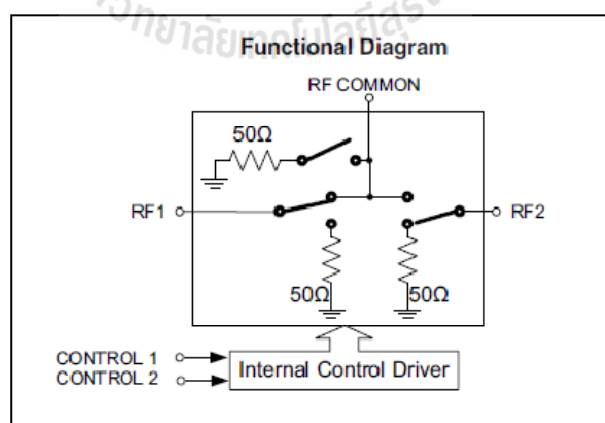 Functional Diagram
RF COMMON
50Ω
RF1
RF2
50Ω
50Ω
CONTROL 1
CONTROL 2
Internal Control Driver